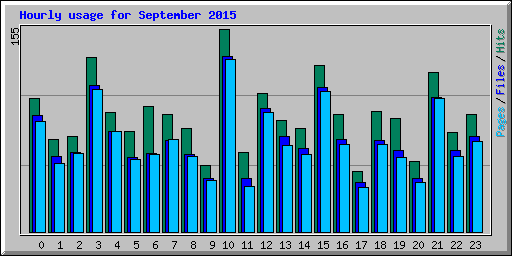 Hourly usage for September 2015
155
Pages / Files / Hits
0 1 2 3 4 5 6 7 8 9 10 11 12 13 14 15 16 17 18 19 20 21 22 23